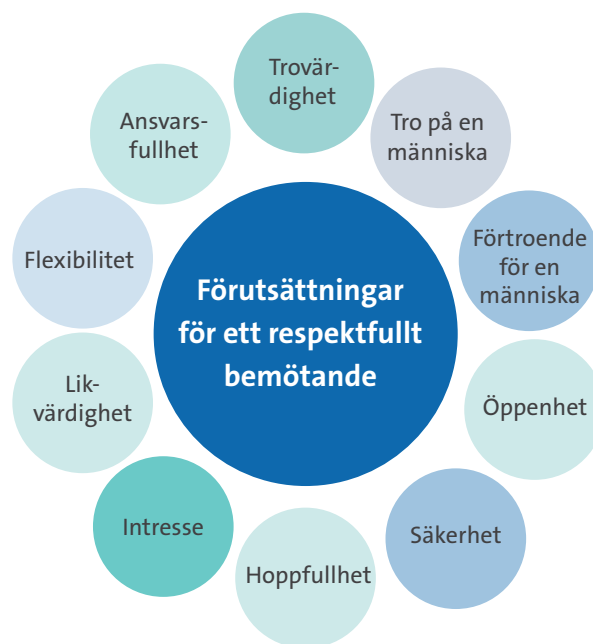 Förutsättningar
för ett respektfullt
bemötande
Trovär-
dighet
Tro på en
människa
Förtroende
för en
människa
Öppenhet
Säkerhet
Hoppfullhet
Intresse
Lik-
värdighet
Flexibilitet
Ansvars-
fullhet